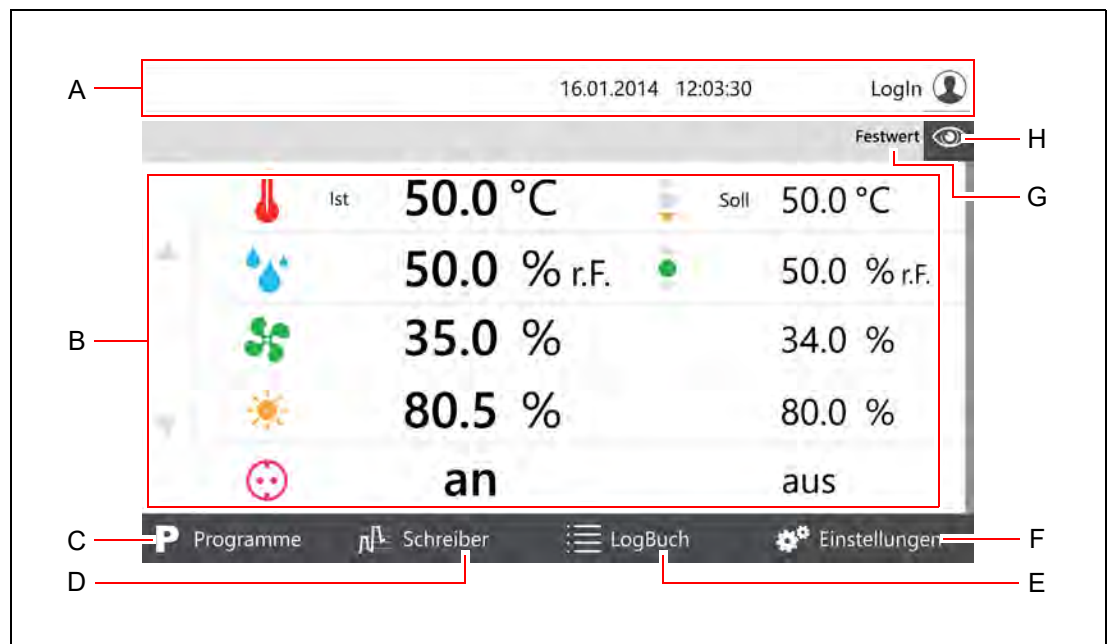 A
16.01.2014 12:03:30 LogIn
Festwert
H
G
Ist 50.0 °C Soll 50.0 °C
50.0 % r.F. 50.0 % r.F.
B
35.0 % 34.0 %
80.5 % 80.0 %
an aus
C P Programme Schreiber LogBuch Einstellungen F
D E